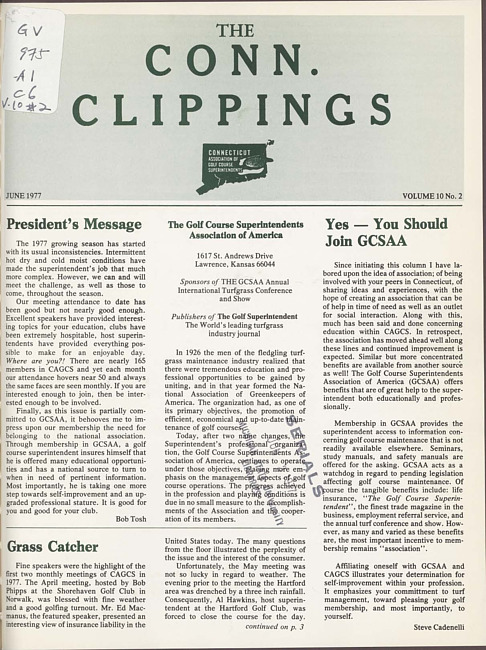 GV
975
.A1
C6
V.10 #2
THE
CONN.
CLIPPINGS
CONNECTICUT
ASSOCIATION OF
GOLF COURSE
SUPERINTENDENTS
JUNE 1977
VOLUME 10 No. 2
President's Message
The 1977 growing season has started
with its usual inconsistencies. Intermittent
hot dry and cold moist conditions have
made the superintendent's job that much
more complex. However, we can and will
meet the challenge, as well as those to
come, throughout the season.
Our meeting attendance to date has
been good but not nearly good enough.
Excellent speakers have provided interest-
ing topics for your education, clubs have
been extremely hospitable, host superin-
tendents have provided everything pos-
sible to make for an enjoyable day.
Where are you?! There are nearly 165
members in CAGCS and yet each month
our attendance hovers near 50 and always
the same faces are seen monthly. If you are
interested enough to join, then be inter-
ested enough to be involved.
Finally, as this issue is partially com-
mitted to GCSAA, it behooves me to im-
press upon our membership the need for
belonging to the national association.
Through membership in GCSAA, a golf
course superintendent insures himself that
he is offered many educational opportuni-
ties and has a national source to turn to
when in need of pertinent information.
Most importantly, he is taking one more
step towards self-improvement and an up-
graded professional stature. It is good for
you and good for your club.
Bob Tosh
Grass Catcher
Fine speakers were the highlight of the
first two monthly meetings of CAGCS in
1977. The April meeting, hosted by Bob
Phipps at the Shorehaven Golf Club in
Norwalk, was blessed with fine weather
and a good golfing turnout. Mr. Ed Mac-
manus, the featured speaker, presented an
interesting view of insurance liability in the
The Golf Course Superintendents
Association of America
1617 St. Andrews Drive
Lawrence, Kansas 66044
Sponsors of THE GCSAA Annual
International Turfgrass Conference
and Show
Publishers of The Golf Superintendent
The World's leading turfgrass
industry journal
In 1926 the men of the fledgling turf-
grass maintenance industry realized that
there were tremendous education and pro-
fessional opportunities to be gained by
uniting, and in that year formed the Na-
tional Association of Greenkeepers of
America. The organization had, as one of
its primary objectives, the promotion of
efficient, economical and up-to-date main-
tenance of golf courses.
Today, after two name changes, the
Superintendent's professional organiza-
tion, the Golf Course Superintendents As-
sociation of America, continues to operate
under those objectives, placing more em-
phasis on the management aspects of golf
course operations. The progress achieved
in the profession and playing conditions is
due in no small measure to the accomplish-
ments of the Association and the cooper-
ation of its members.
SERIALS
United States today. The many questions
from the floor illustrated the perplexity of
the issue and the interest of the consumer.
Unfortunately, the May meeting was
not so lucky in regard to weather. The
evening prior to the meeting the Hartford
area was drenched by a three inch rainfall.
Consequently, Al Hawkins, host superin-
tendent at the Hartford Golf Club, was
forced to close the course for the day.
continued on p. 3
Yes — You Should
Join GCSAA
Since initiating this column I have la-
bored upon the idea of association; of being
involved with your peers in Connecticut, of
sharing ideas and experiences, with the
hope of creating an association that can be
of help in time of need as well as an outlet
for social interaction. Along with this,
much has been said and done concerning
education within CAGCS. In retrospect,
the association has moved ahead well along
these lines and continued improvement is
expected. Similar but more concentrated
benefits are available from another source
as well! The Golf Course Superintendents
Association of America (GCSAA) offers
benefits that are of great help to the super-
intendent both educationally and profes-
sionally.
Membership in GCSAA provides the
superintendent access to information con-
cerning golf course maintenance that is not
readily available elsewhere. Seminars,
study manuals, and safety manuals are
offered for the asking. GCSAA acts as a
watchdog in regard to pending legislation
affecting golf course maintenance. Of
course the tangible benefits include: life
insurance, "The Golf Course Superin-
tendent", the finest trade magazine in the
business, employment referral service, and
the annual turf conference and show. How-
ever, as many and varied as these benefits
are, the most important incentive to mem-
bership remains "association".
Affiliating oneself with GCSAA and
CAGCS illustrates your determination for
self-improvement within your profession.
It emphasizes your commitment to turf
management, toward pleasing your golf
membership, and most importantly, to
yourself.
Steve Cadenelli